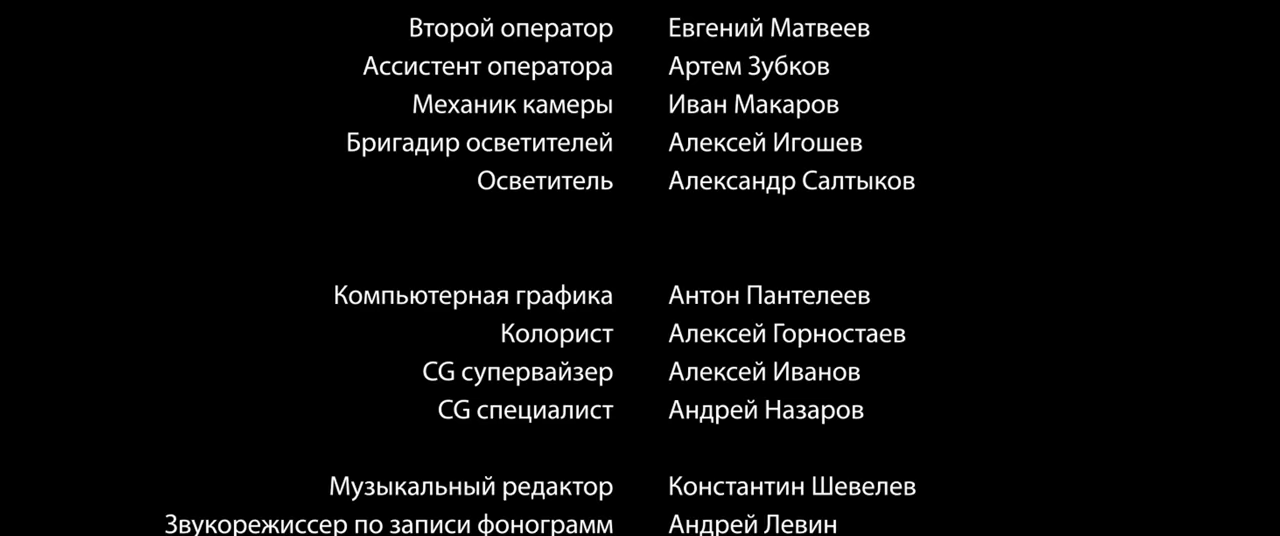 Второй оператор Евгений Матвеев
Ассистент оператора Артем Зубков
Механик камеры Иван Макаров
Бригадир осветителей Алексей Игошев
Осветитель Александр Салтыков
Компьютерная графика Антон Пантелеев
Колорист Алексей Горностаев
CG супервайзер Алексей Иванов
CG специалист Андрей Назаров
Музыкальный редактор Константин Шевелев
Звукорежиссер по записи фонограмм Андрей Левин